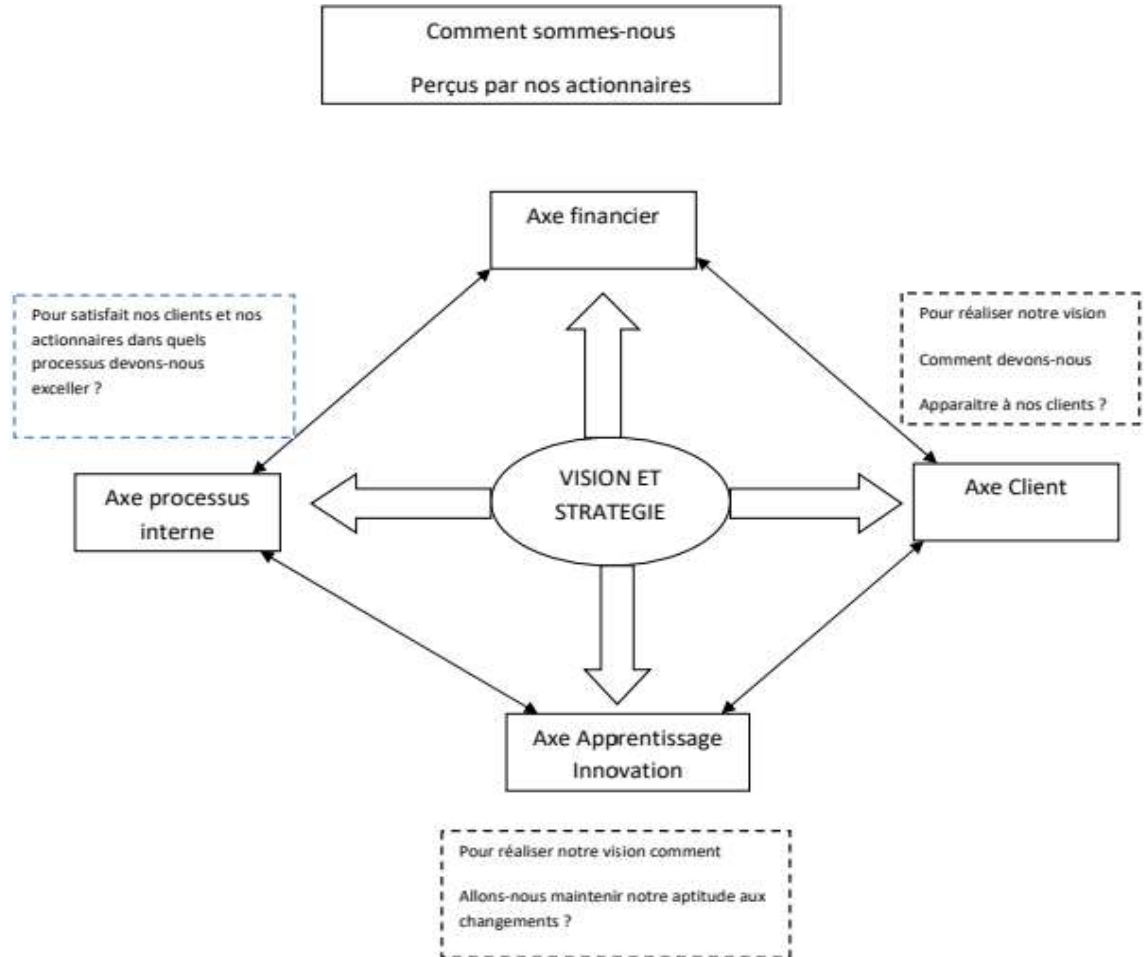 Comment sommes-nous
Perçus par nos actionnaires
Axe financier
Pour satisfait nos clients et nos
actionnaires dans quels
processus devons-nous
exceller ?
Pour réaliser notre vision
Comment devons-nous
Apparaitre à nos clients ?
Axe processus
interne
VISION ET
STRATEGIE
Axe Client
Axe Apprentissage
Innovation
Pour réaliser notre vision comment
Allons-nous maintenir notre aptitude aux
changements ?